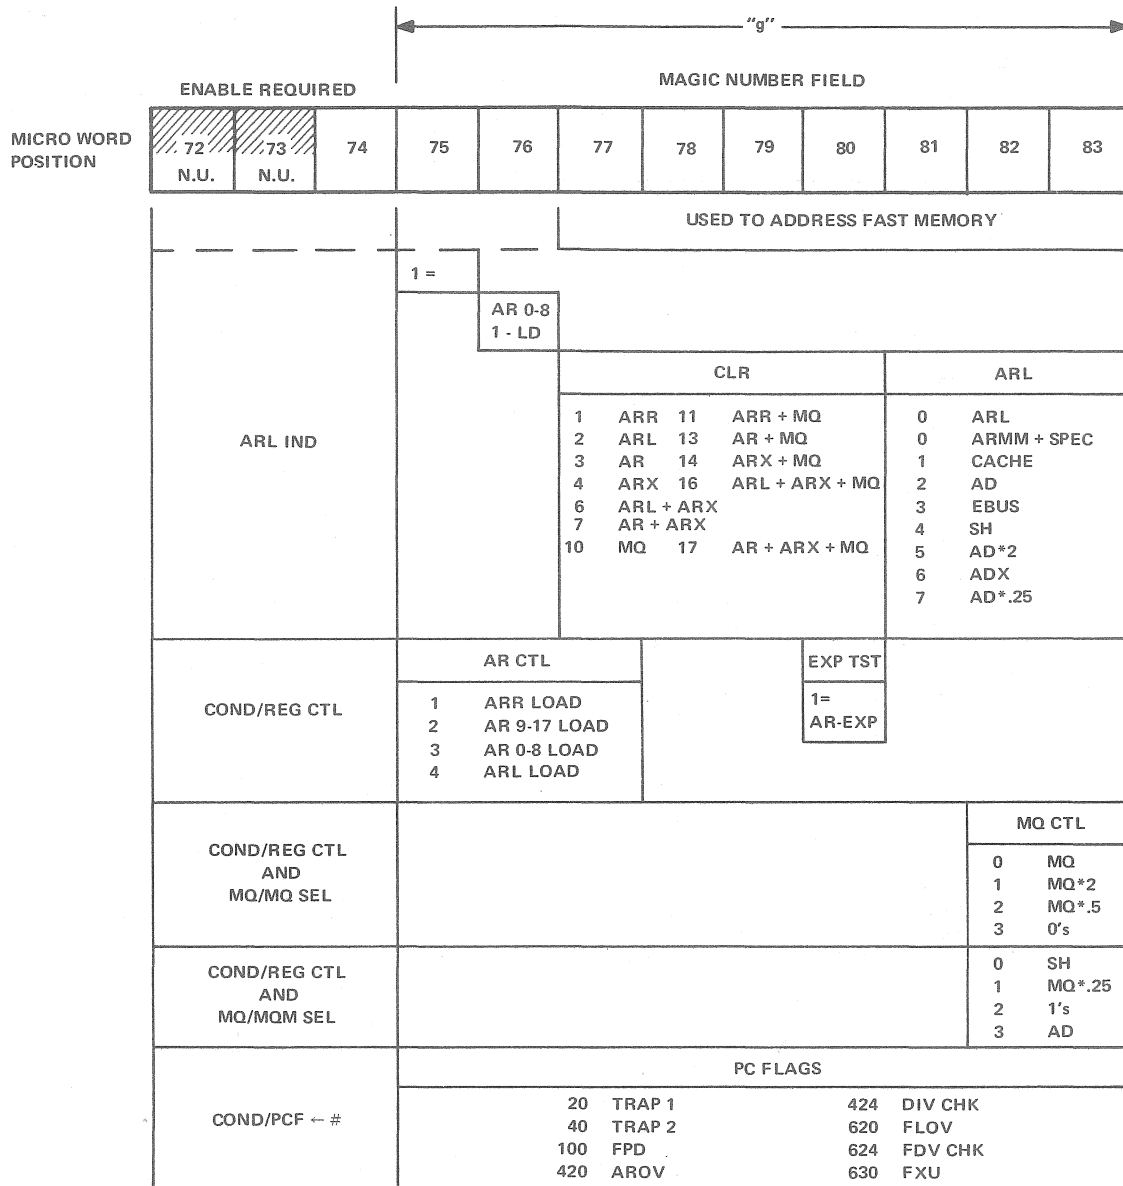 "g"
ENABLE REQUIRED
MAGIC NUMBER FIELD
MICRO WORD POSITION
72 73 74 75 76 77 78 79 80 81 82 83
N.U. N.U.
USED TO ADDRESS FAST MEMORY
1 =
AR 0-8
1 - LD
ARL IND
CLR
1 ARR 11 ARR + MQ
2 ARL 13 AR + MQ
3 AR 14 ARX + MQ
4 ARX 16 ARL + ARX + MQ
6 ARL + ARX
7 AR + ARX
10 MQ 17 AR + ARX + MQ
ARL
0 ARL
0 ARMM + SPEC
1 CACHE
2 AD
3 EBUS
4 SH
5 AD*2
6 ADX
7 AD*.25
COND/REG CTL
AR CTL
1 ARR LOAD
2 AR 9-17 LOAD
3 AR 0-8 LOAD
4 ARL LOAD
EXP TST
1=
AR-EXP
COND/REG CTL
AND
MQ/MQ SEL
MQ CTL
0 MQ
1 MQ*2
2 MQ*.5
3 0's
COND/REG CTL
AND
MQ/MQM SEL
0 SH
1 MQ*.25
2 1's
3 AD
COND/PCF ← #
PC FLAGS
20 TRAP 1 424 DIV CHK
40 TRAP 2 620 FLOV
100 FPD 624 FDV CHK
420 AROV 630 FXU